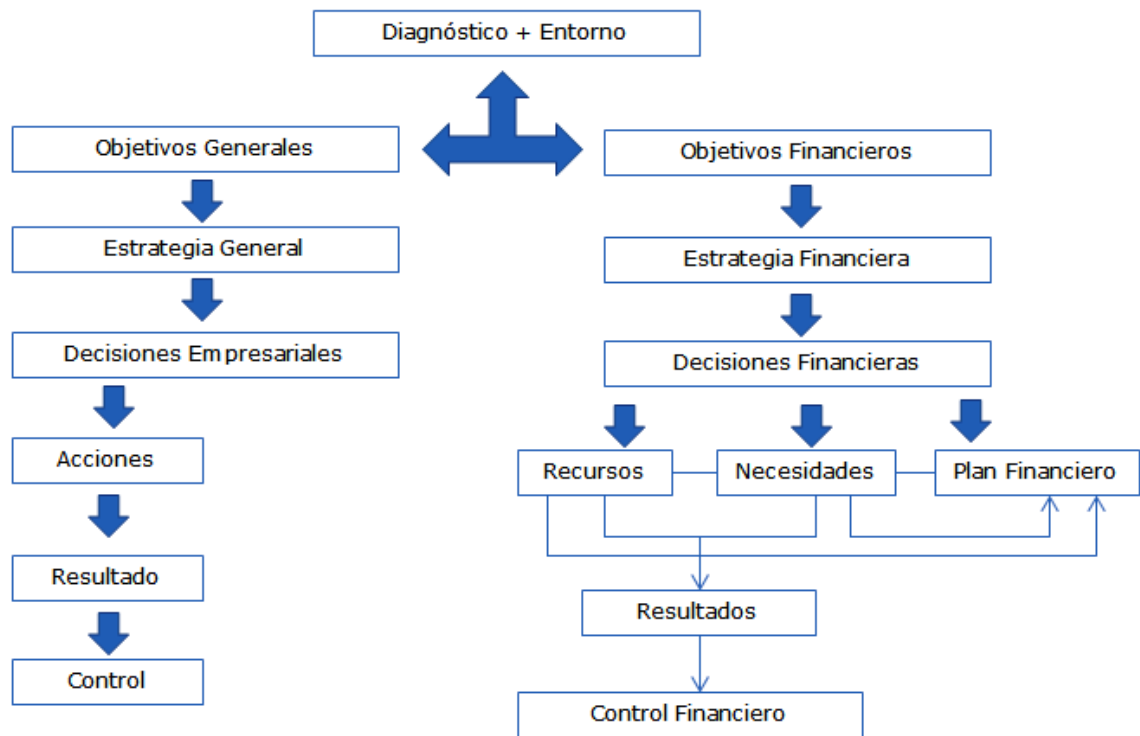 Diagnóstico + Entorno
Objetivos Generales
Objetivos Financieros
Estrategia General
Estrategia Financiera
Decisiones Empresariales
Decisiones Financieras
Acciones
Recursos
Necesidades
Plan Financiero
Resultado
Resultados
Control
Control Financiero